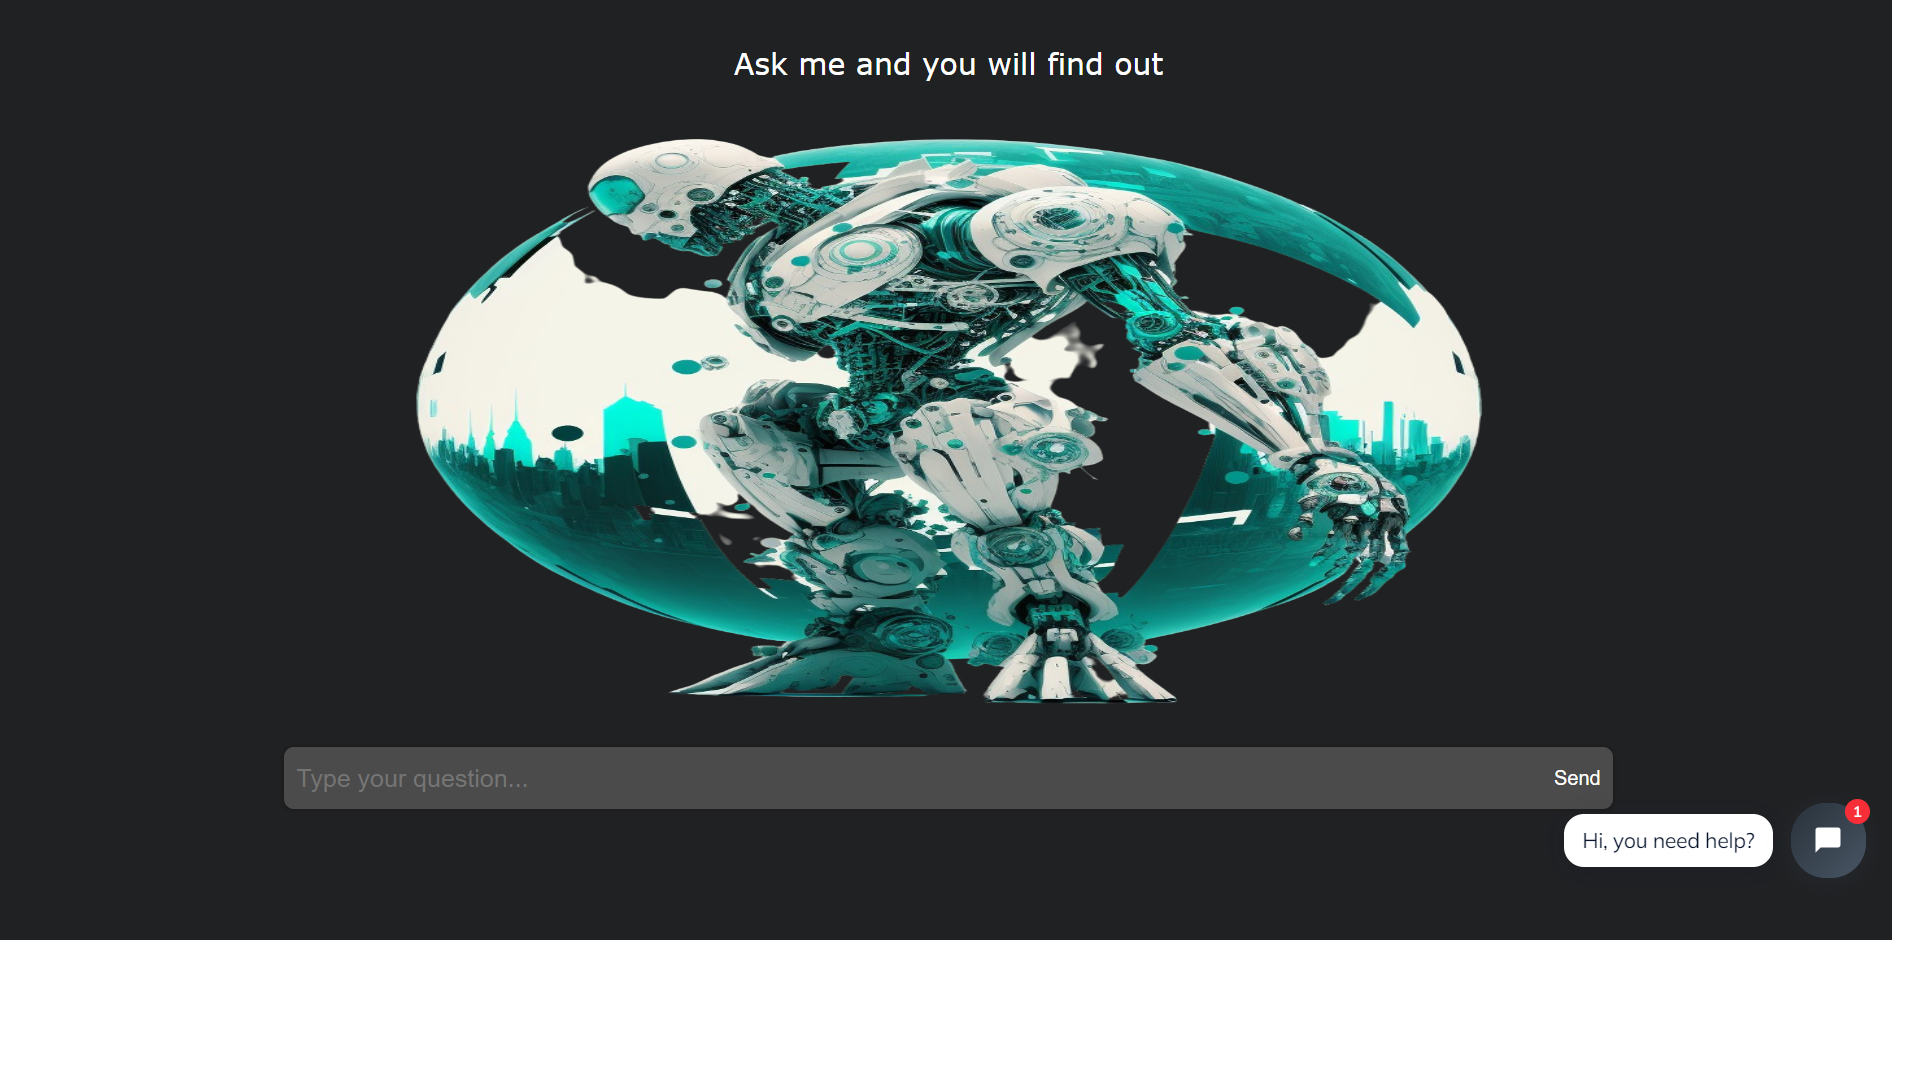 Ask me and you will find out
Type your question...
Send
1
Hi, you need help?